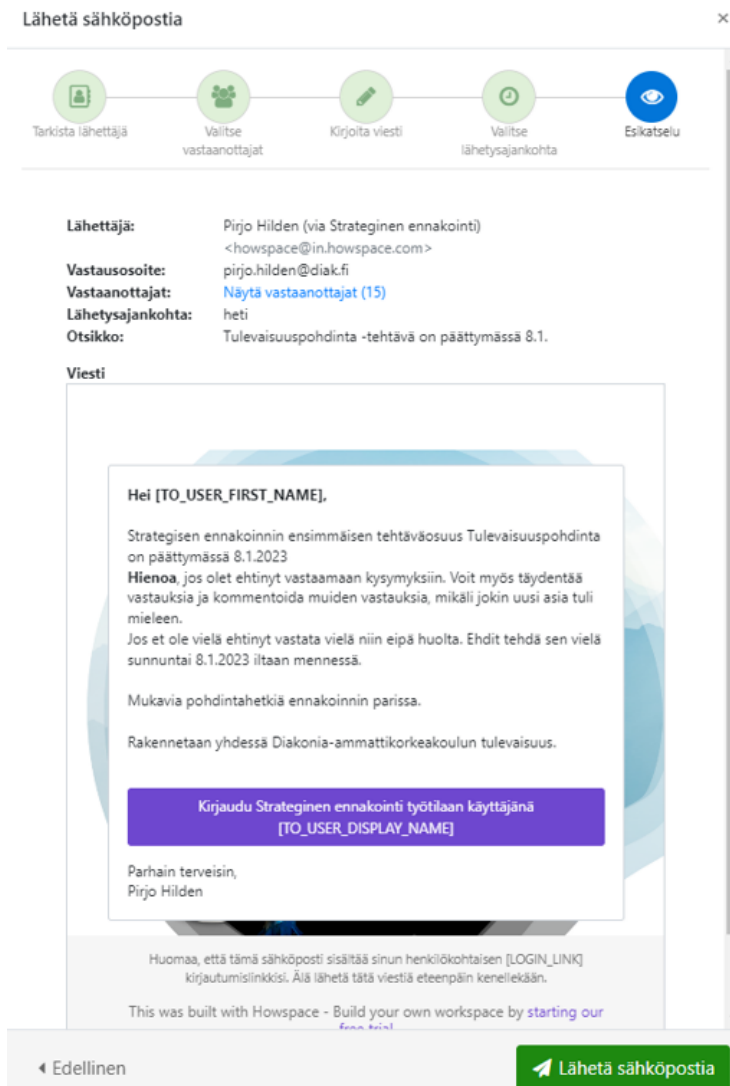 Lähetä sähköpostia
×
Tarkista lähettäjä
Valitse
vastaanottajat
Kirjoita viesti
Valitse
lähetysajankohta
Esikatselu
Lähettäjä: Pirjo Hilden (via Strateginen ennakointi)
<howspace@in.howspace.com>
Vastausosoite: pirjo.hilden@diak.fi
Vastaanottajat: Näytä vastaanottajat (15)
Lähetysajankohta: heti
Otsikko: Tulevaisuuspohdinta -tehtävä on päättymässä 8.1.
Viesti
Hei [TO_USER_FIRST_NAME],
Strategisen ennakoinnin ensimmäisen tehtäväosuus Tulevaisuuspohdinta
on päättymässä 8.1.2023
Hienoa, jos olet ehtinyt vastaamaan kysymyksiin. Voit myös täydentää
vastauksia ja kommentoida muiden vastauksia, mikäli jokin uusi asia tuli
mieleen.
Jos et ole vielä ehtinyt vastata vielä niin eipä huolta. Ehdit tehdä sen vielä
sunnuntai 8.1.2023 iltaan mennessä.
Mukavia pohdintahetkiä ennakoinnin parissa.
Rakennetaan yhdessä Diakonia-ammattikorkeakoulun tulevaisuus.
Kirjaudu Strateginen ennakointi työtilaan käyttäjänä
[TO_USER_DISPLAY_NAME]
Parhain terveisin,
Pirjo Hilden
Huomaa, että tämä sähköposti sisältää sinun henkilökohtaisen [LOGIN_LINK]
kirjautumislinkkisi. Älä lähetä tätä viestiä eteenpäin kenellekään.
This was built with Howspace - Build your own workspace by starting our
free trial
Edellinen
Lähetä sähköpostia